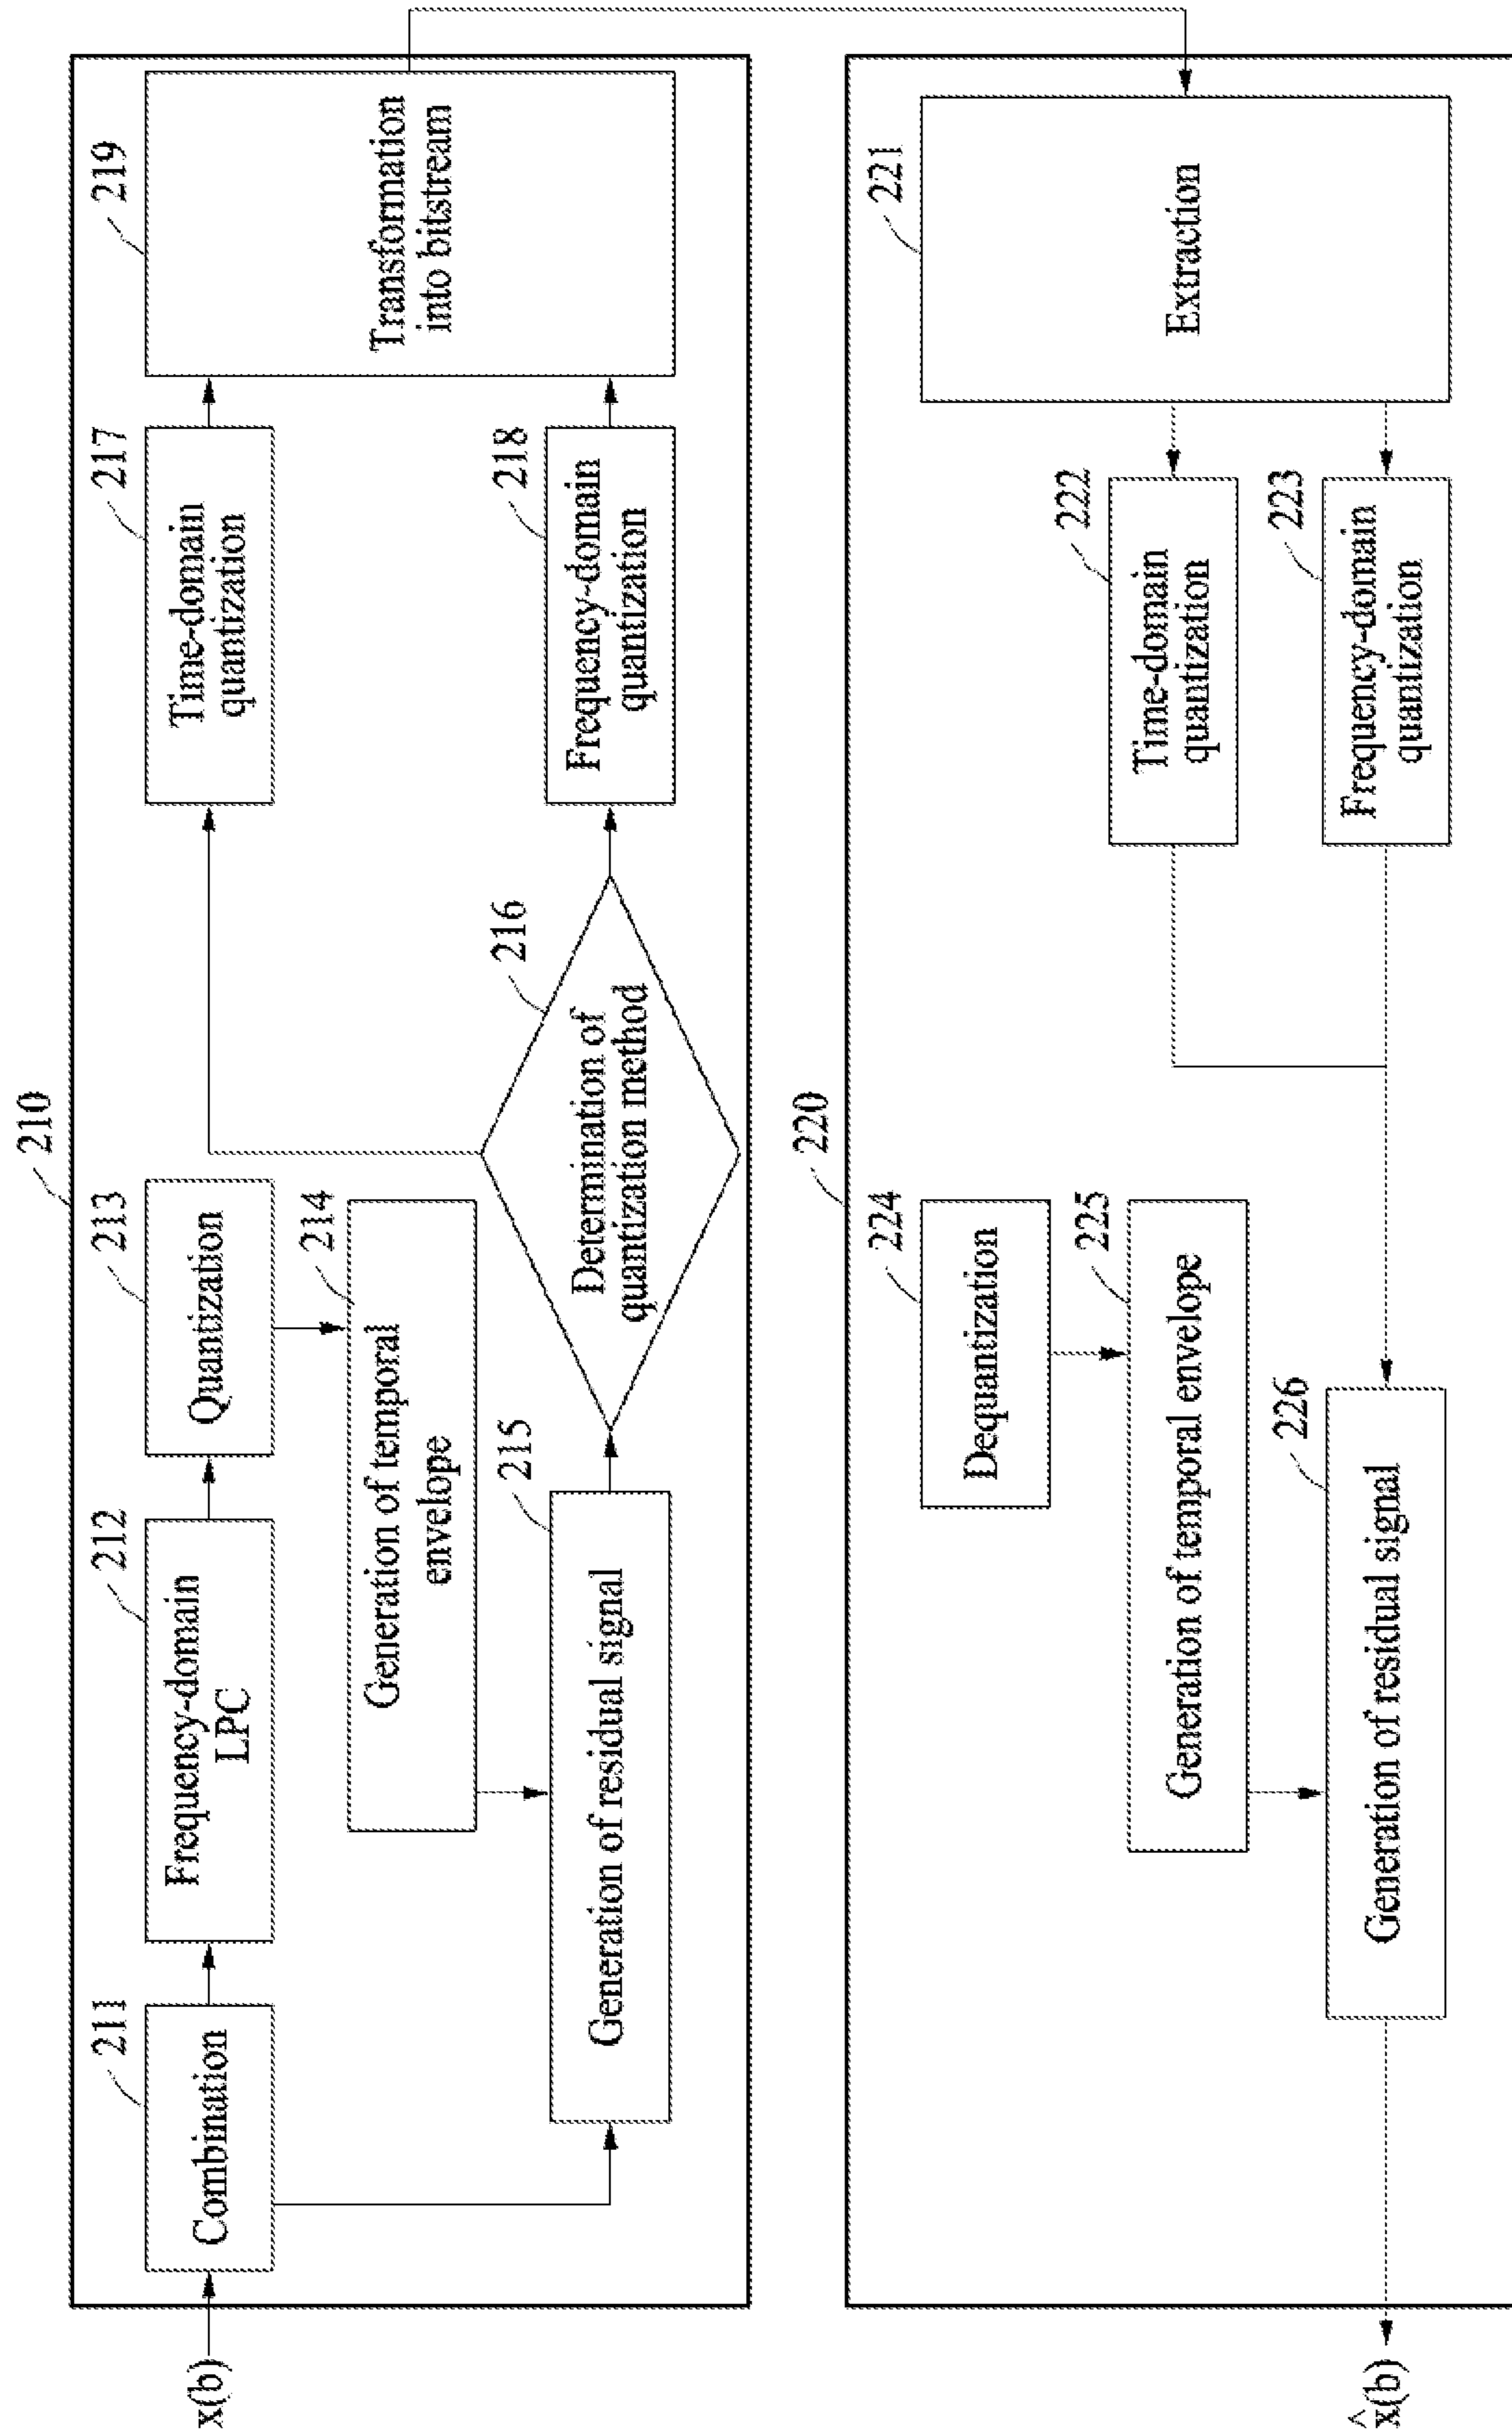 210
211
212
213
217
219
x(b)
Combination
Frequency-domain
LPC
Quantization
Time-domain
quantization
Transformation
into bitstream
214
Generation of temporal
envelope
215
216
218
Generation of residual signal
Determination of
quantization method
Frequency-domain
quantization
220
224
221
Dequantization
Extraction
225
222
Generation of temporal envelope
Time-domain
quantization
226
223
Generation of residual signal
Frequency-domain
quantization
x̂(b)